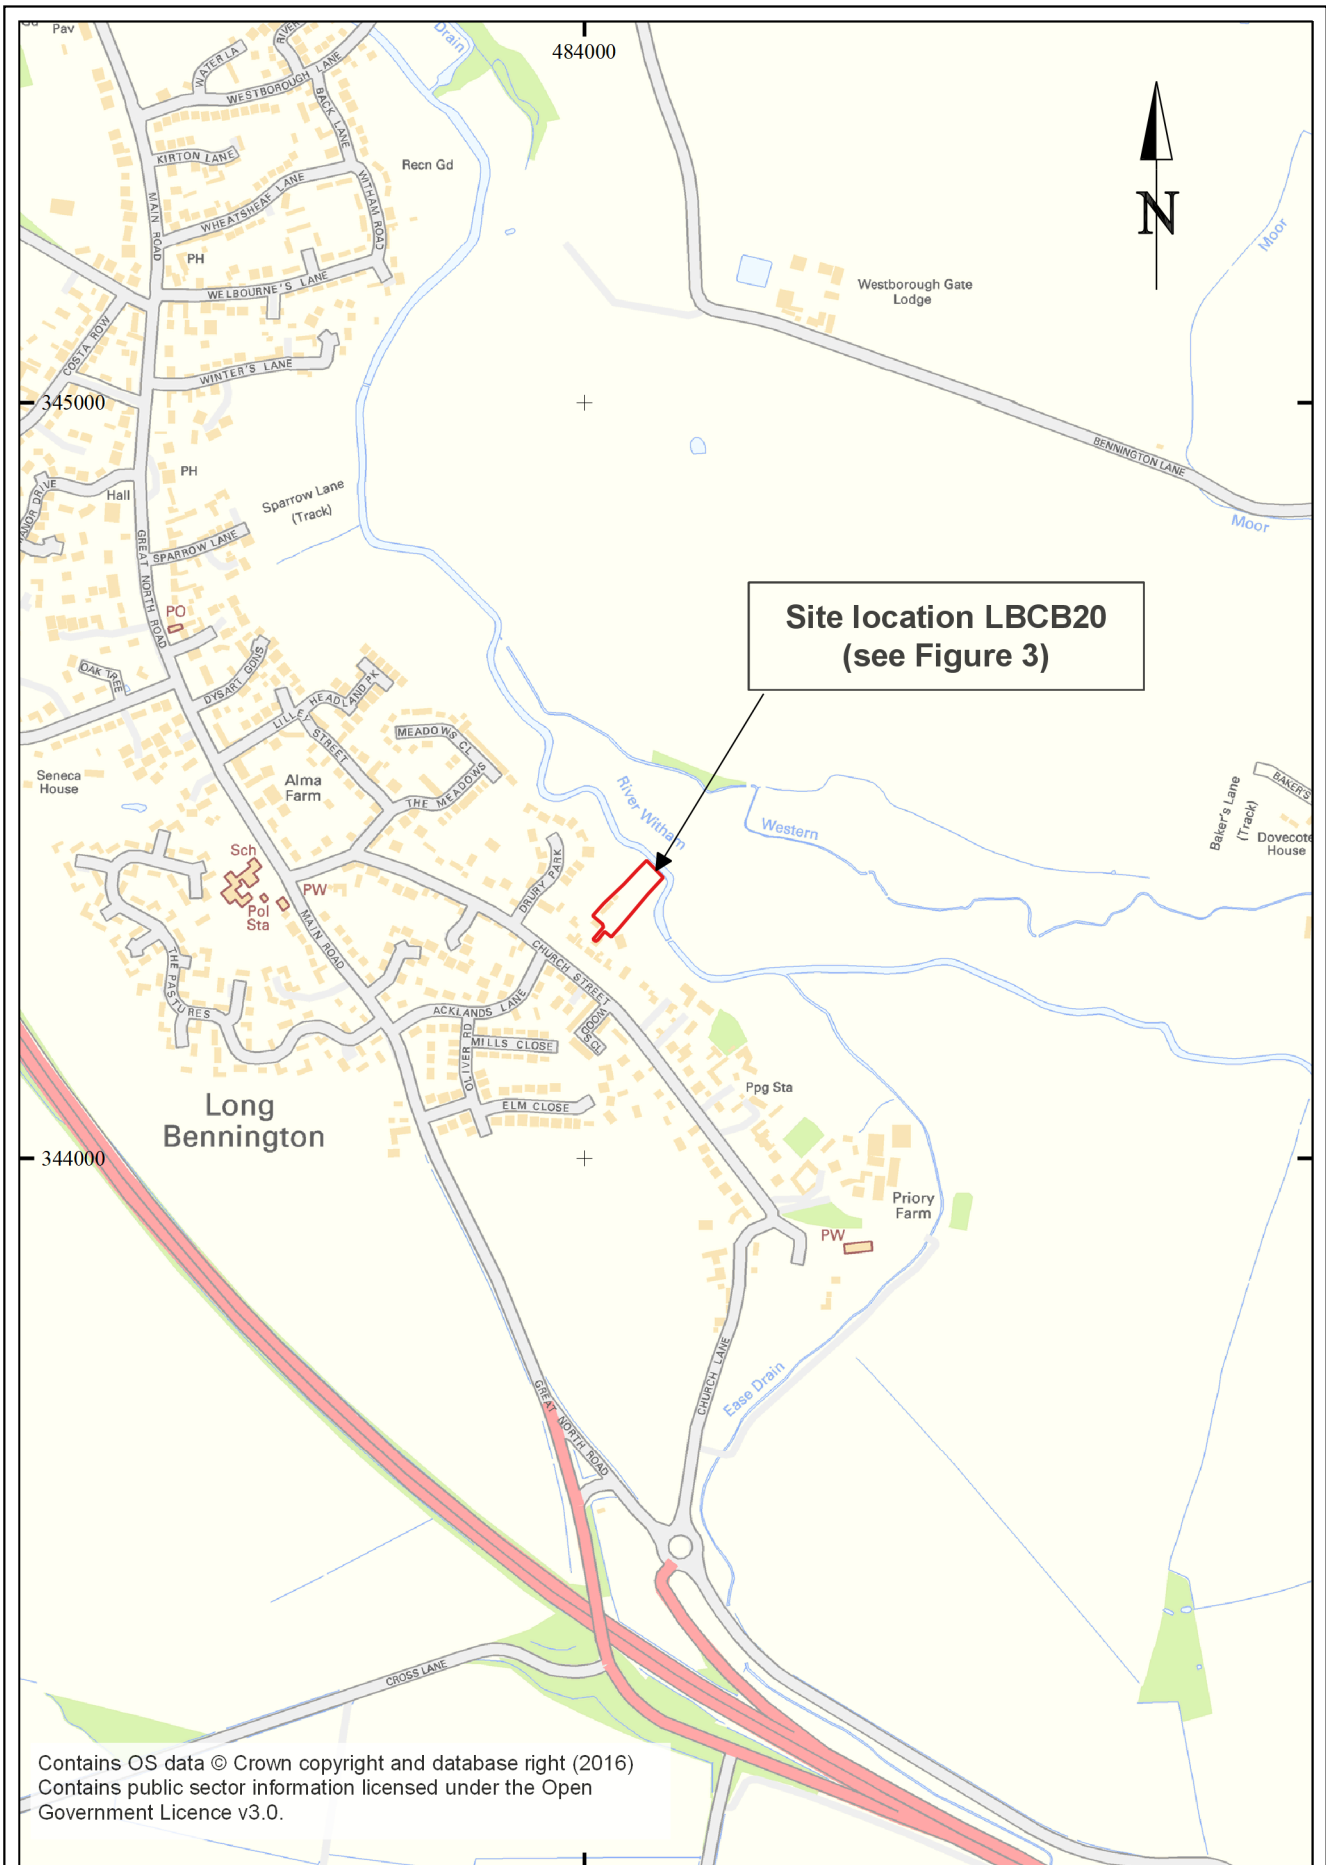 Pav
Drain
484000
WATER LA
WESTBOROUGH LANE
BACK LANE
KIRTON LANE
Recn Gd
WHEATSHEAF LANE
WITHAM ROAD
MAIN ROAD
PH
WELBOURNE'S LANE
N
Moor
Westborough Gate
Lodge
COSTA ROW
WINTER'S LANE
345000
BENNINGTON LANE
PH
Hall
Sparrow Lane
(Track)
Moor
SPARROW LANE
GREAT NORTH ROAD
PO
Site location LBCB20
(see Figure 3)
OAK TREE
DYSART GDNS
HEADLAND PK
LILLEY STREET
MEADOWS CL
Seneca
House
Alma
Farm
THE MEADOWS
River Witham
Western
BAKER'S
Baker's Lane
(Track)
Dovecote
House
Sch
PW
Pol
Sta
DRURY PARK
MAIN ROAD
CHURCH STREET
THE PASTURES
ACKLANDS LANE
WOODS CL
OLIVER RD
MILLS CLOSE
ELM CLOSE
Ppg Sta
Long
Bennington
344000
Priory
Farm
PW
CHURCH LANE
Ease Drain
GREAT NORTH ROAD
CROSS LANE
Contains OS data © Crown copyright and database right (2016)
Contains public sector information licensed under the Open
Government Licence v3.0.